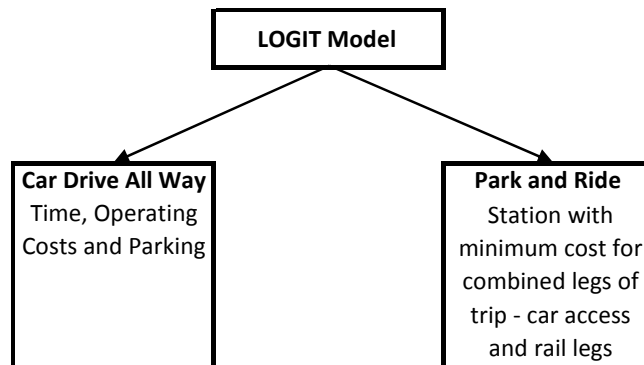 LOGIT Model
Car Drive All Way
Time, Operating
Costs and Parking
Park and Ride
Station with
minimum cost for
combined legs of
trip - car access
and rail legs